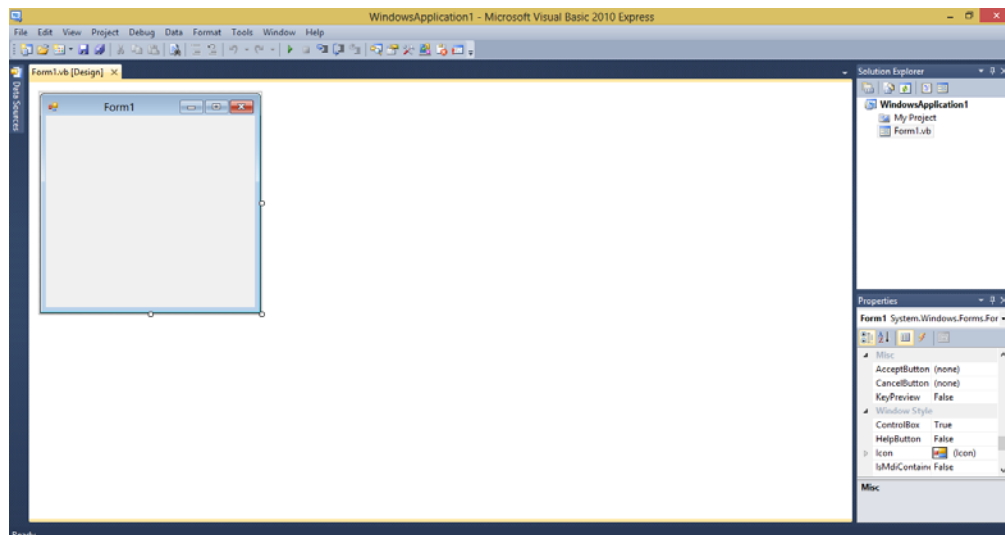 WindowsApplication1 - Microsoft Visual Basic 2010 Express
File Edit View Project Debug Data Format Tools Window Help
Form1.vb [Design]
Data Sources
Form1
Solution Explorer
WindowsApplication1
My Project
Form1.vb
Properties
Form1 System.Windows.Forms.For
Misc
AcceptButton (none)
CancelButton (none)
KeyPreview False
Window Style
ControlBox True
HelpButton False
Icon (Icon)
IsMdiContaine False
Misc
Ready